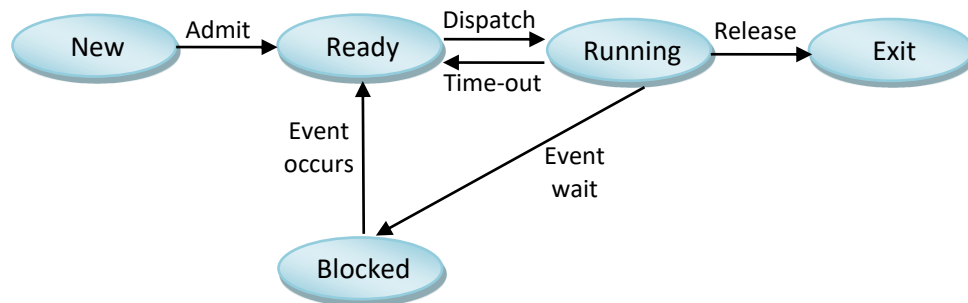 New
Admit
Ready
Dispatch
Time-out
Running
Release
Exit
Event
occurs
Event
wait
Blocked